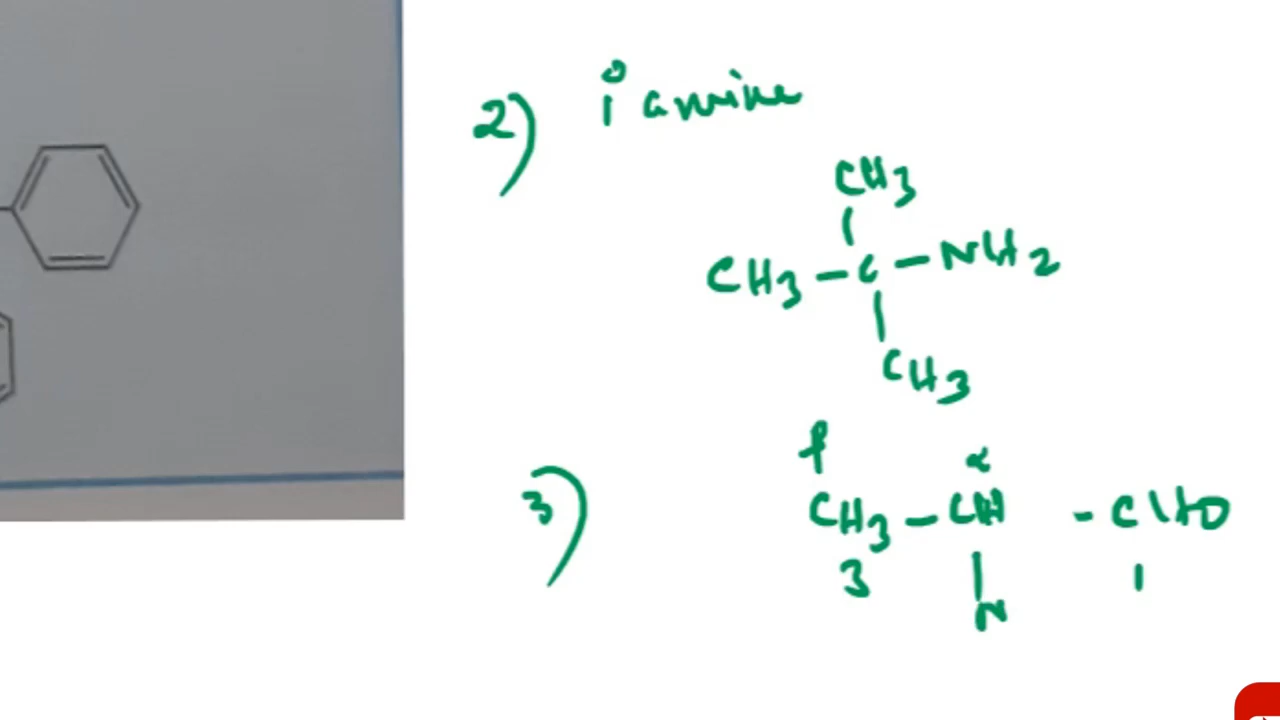 2) 1° amine
CH3
CH3 - C - NH2
CH3
β α
3) CH3 - CH - CHO
3 1
N